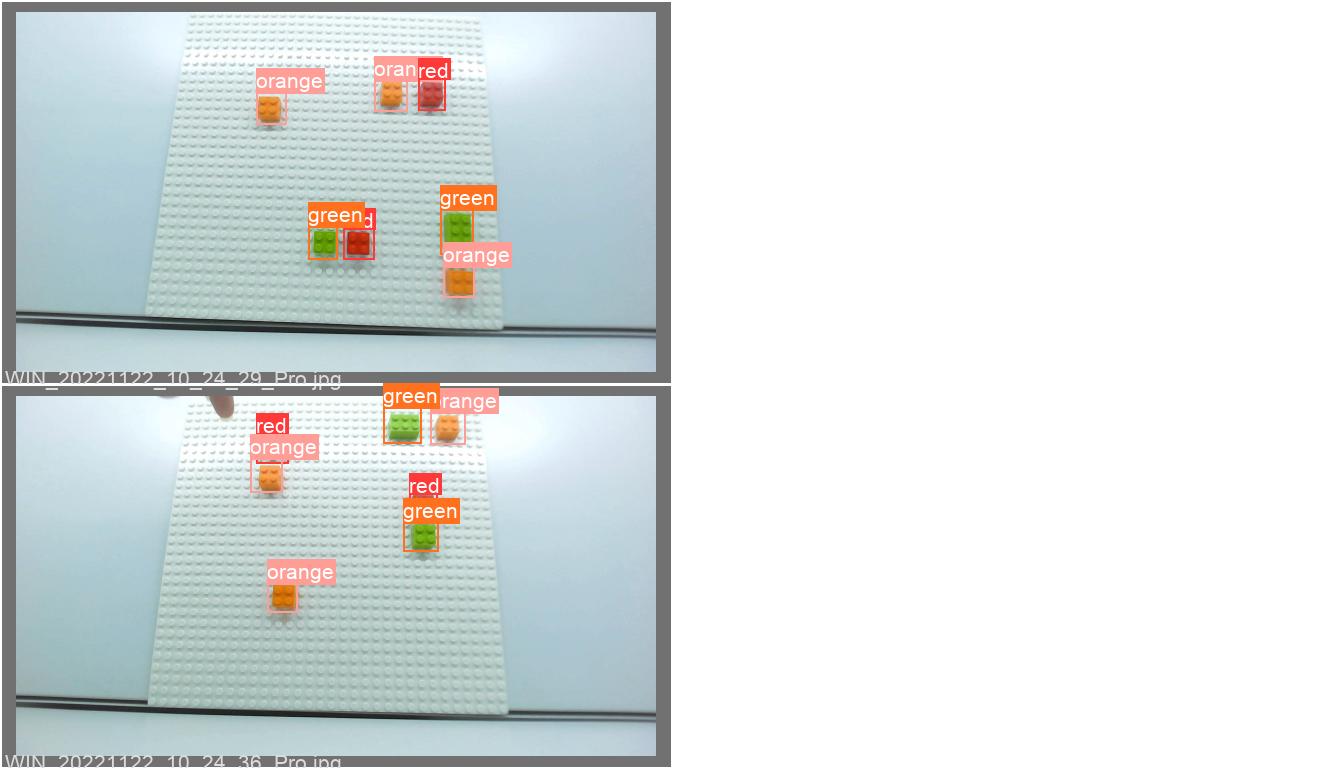 orange
oran
red
green
green
d
orange
WIN_20221122_10_24_29_Pro.jpg
green
range
red
orange
red
green
orange
WIN_20221122_10_24_36_Pro.jpg